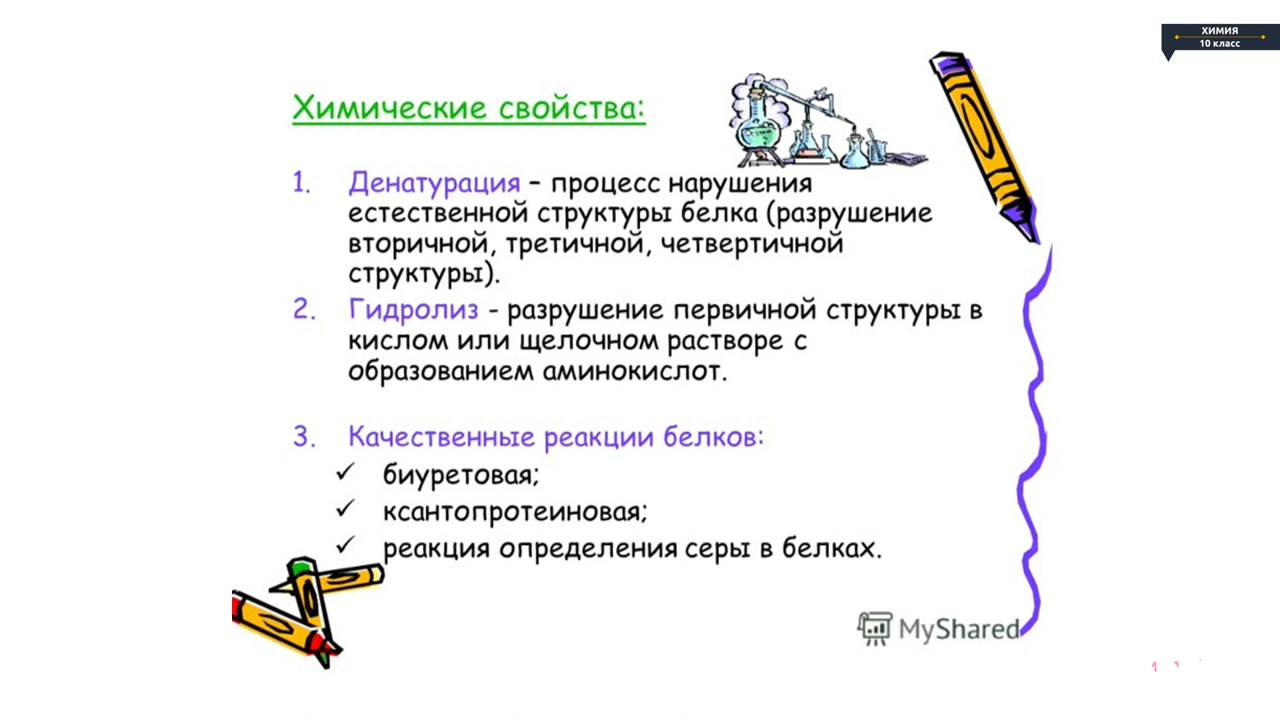 ХИМИЯ
10 класс
Химические свойства:
1. Денатурация – процесс нарушения
естественной структуры белка (разрушение
вторичной, третичной, четвертичной
структуры).
2. Гидролиз - разрушение первичной структуры в
кислом или щелочном растворе с
образованием аминокислот.
3. Качественные реакции белков:
✓ биуретовая;
✓ ксантопротеиновая;
✓ реакция определения серы в белках.
MyShared